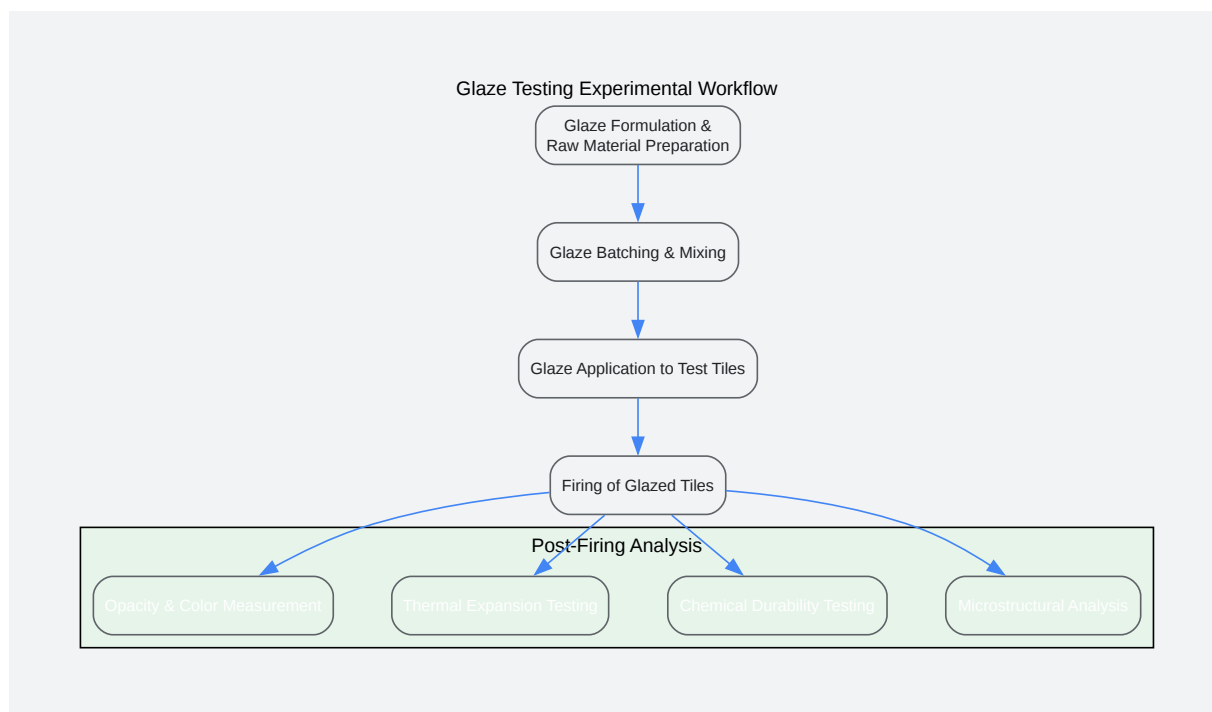 Glaze Testing Experimental Workflow
Glaze Formulation &
Raw Material Preparation
Glaze Batching & Mixing
Glaze Application to Test Tiles
Firing of Glazed Tiles
Post-Firing Analysis
Opacity & Color Measurement
Thermal Expansion Testing
Chemical Durability Testing
Microstructural Analysis